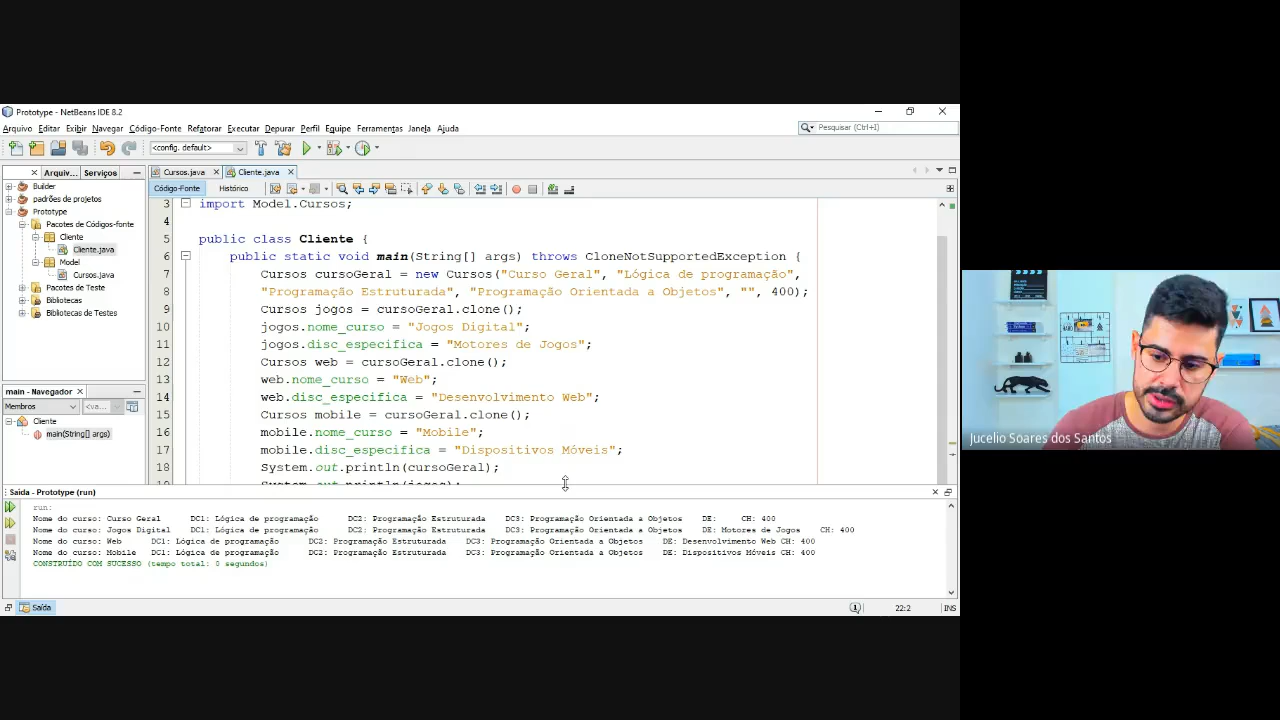 Prototype - NetBeans IDE 8.2
Arquivo Editar Exibir Navegar Código-Fonte Refatorar Executar Depurar Perfil Equipe Ferramentas Janela Ajuda
Pesquisar (Ctrl+I)
<config. default>
Arquiv... Serviços
Cursos.java Cliente.java
Código-Fonte Histórico
Builder
padrões de projetos
Prototype
Pacotes de Códigos-fonte
Cliente
Cliente.java
Model
Cursos.java
Pacotes de Teste
Bibliotecas
Bibliotecas de Testes
main - Navegador
Membros <va...
Cliente
main(String[] args)
3 import Model.Cursos;
4
5 public class Cliente {
6 public static void main(String[] args) throws CloneNotSupportedException {
7 Cursos cursoGeral = new Cursos("Curso Geral", "Lógica de programação",
8 "Programação Estruturada", "Programação Orientada a Objetos", "", 400);
9 Cursos jogos = cursoGeral.clone();
10 jogos.nome_curso = "Jogos Digital";
11 jogos.disc_especifica = "Motores de Jogos";
12 Cursos web = cursoGeral.clone();
13 web.nome_curso = "Web";
14 web.disc_especifica = "Desenvolvimento Web";
15 Cursos mobile = cursoGeral.clone();
16 mobile.nome_curso = "Mobile";
17 mobile.disc_especifica = "Dispositivos Móveis";
18 System.out.println(cursoGeral);
19 System.out.println(jogos);
Saída - Prototype (run)
run:
Nome do curso: Curso Geral DC1: Lógica de programação DC2: Programação Estruturada DC3: Programação Orientada a Objetos DE: CH: 400
Nome do curso: Jogos Digital DC1: Lógica de programação DC2: Programação Estruturada DC3: Programação Orientada a Objetos DE: Motores de Jogos CH: 400
Nome do curso: Web DC1: Lógica de programação DC2: Programação Estruturada DC3: Programação Orientada a Objetos DE: Desenvolvimento Web CH: 400
Nome do curso: Mobile DC1: Lógica de programação DC2: Programação Estruturada DC3: Programação Orientada a Objetos DE: Dispositivos Móveis CH: 400
CONSTRUÍDO COM SUCESSO (tempo total: 0 segundos)
Saída
22:2 INS
Jucelio Soares dos Santos